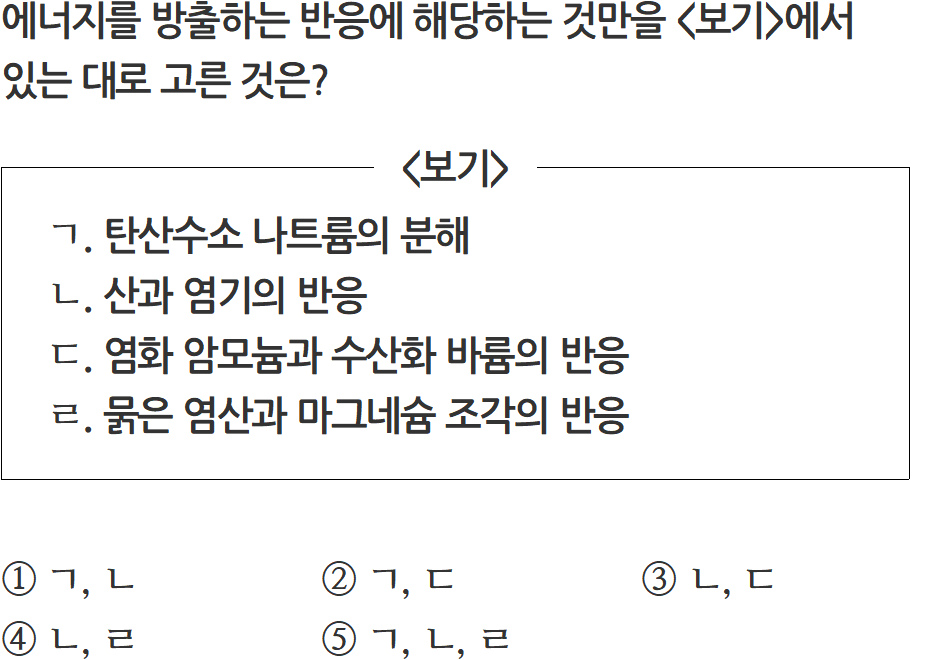 에너지를 방출하는 반응에 해당하는 것만을 <보기>에서
있는 대로 고른 것은?
<보기>
ㄱ. 탄산수소 나트륨의 분해
ㄴ. 산과 염기의 반응
ㄷ. 염화 암모늄과 수산화 바륨의 반응
ㄹ. 묽은 염산과 마그네슘 조각의 반응
① ㄱ, ㄴ ② ㄱ, ㄷ ③ ㄴ, ㄷ
④ ㄴ, ㄹ ⑤ ㄱ, ㄴ, ㄹ